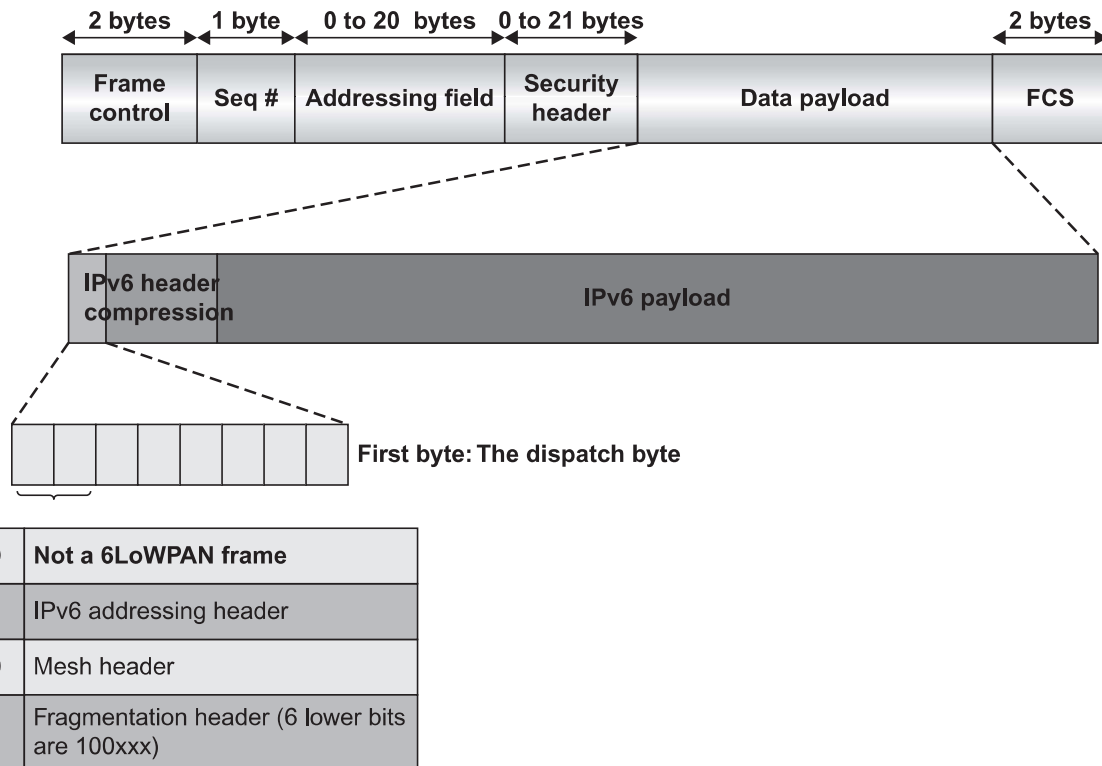 2 bytes 1 byte 0 to 20 bytes 0 to 21 bytes 2 bytes
Frame control Seq # Addressing field Security header Data payload FCS
IPv6 header compression IPv6 payload
First byte: The dispatch byte
Not a 6LoWPAN frame
IPv6 addressing header
Mesh header
Fragmentation header (6 lower bits
are 100xxx)